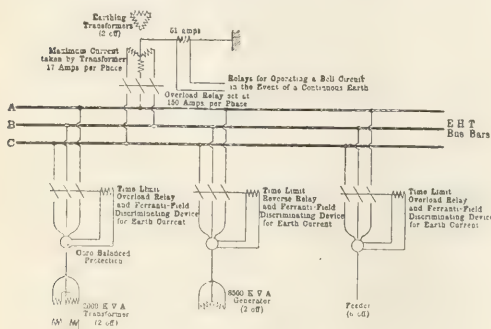 Earthing
Transformers
(2 off)
51 amps
Maximum Current
taken by Transformer
17 Amps per Phase
Relays for Operating a Bell Circuit
in the Event of a Continuous Earth
Overload Relay set at
150 Amps per Phase
A
B
C
E H T
Bus Bars
Time Limit
Overload Relay
and Ferranti-Field
Discriminating Device
for Earth Current
Time Limit
Reverse Relay
and Ferranti-Field
Discriminating Device
for Earth Current
Time Limit
Overload Relay
and Ferranti-Field
Discriminating Device
for Earth Current
Core Balanced
Protection
K V A
Transformer
(2 off)
K V A
Generator
(2 off)
Feeder
(6 off)